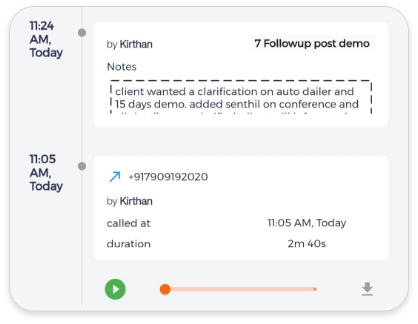 11:24
AM,
Today
by Kirthan 7 Followup post demo
Notes
client wanted a clarification on auto dailer and
15 days demo. added senthil on conference and
11:05
AM,
Today
+917909192020
by Kirthan
called at 11:05 AM, Today
duration 2m 40s